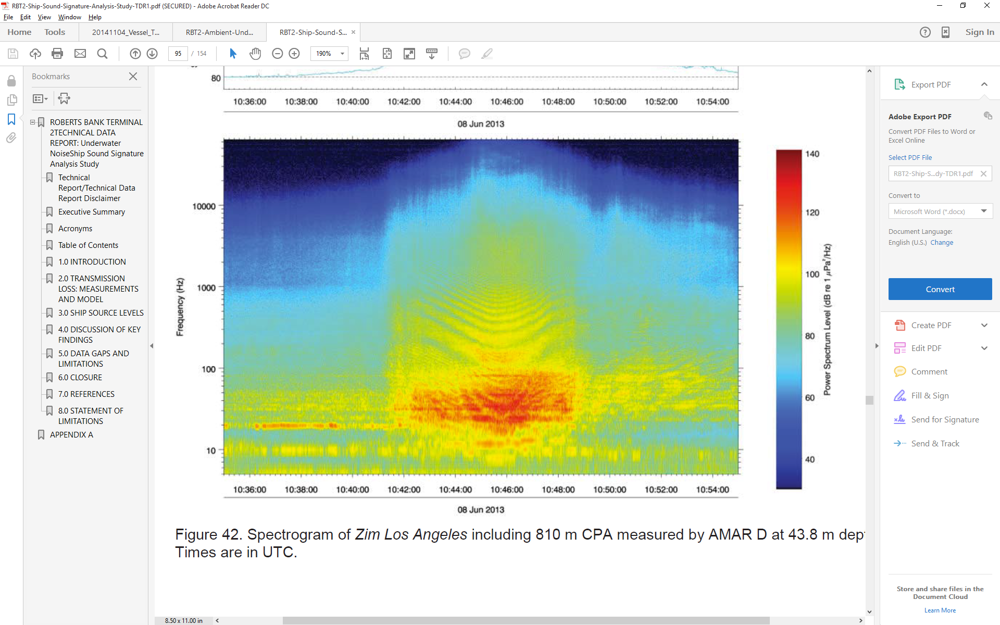 RBT2-Ship-Sound-Signature-Analysis-Study-TDR1.pdf (SECURED) - Adobe Acrobat Reader DC
File Edit View Window Help
Home Tools 20141104_Vessel_T... RBT2-Ambient-Und... RBT2-Ship-Sound-S... × Sign In
95 / 154 190%
Bookmarks
ROBERTS BANK TERMINAL
2TECHNICAL DATA
REPORT: Underwater
NoiseShip Sound Signature
Analysis Study
Technical
Report/Technical Data
Report Disclaimer
Executive Summary
Acronyms
Table of Contents
1.0 INTRODUCTION
2.0 TRANSMISSION
LOSS: MEASUREMENTS
AND MODEL
3.0 SHIP SOURCE LEVELS
4.0 DISCUSSION OF KEY
FINDINGS
5.0 DATA GAPS AND
LIMITATIONS
6.0 CLOSURE
7.0 REFERENCES
8.0 STATEMENT OF
LIMITATIONS
APPENDIX A
80
10:36:00 10:38:00 10:40:00 10:42:00 10:44:00 10:46:00 10:48:00 10:50:00 10:52:00 10:54:00
08 Jun 2013
Frequency (Hz)
10000
1000
100
10
10:36:00 10:38:00 10:40:00 10:42:00 10:44:00 10:46:00 10:48:00 10:50:00 10:52:00 10:54:00
08 Jun 2013
140
120
100
80
60
40
Power Spectrum Level (dB re 1 µPa²/Hz)
Figure 42. Spectrogram of Zim Los Angeles including 810 m CPA measured by AMAR D at 43.8 m dep
Times are in UTC.
8.50 x 11.00 in
Export PDF
Adobe Export PDF
Convert PDF Files to Word or
Excel Online
Select PDF File
RBT2-Ship-S...dy-TDR1.pdf
Convert to
Microsoft Word (*.docx)
Document Language:
English (U.S.) Change
Convert
Create PDF
Edit PDF
Comment
Fill & Sign
Send for Signature
Send & Track
Store and share files in the
Document Cloud
Learn More